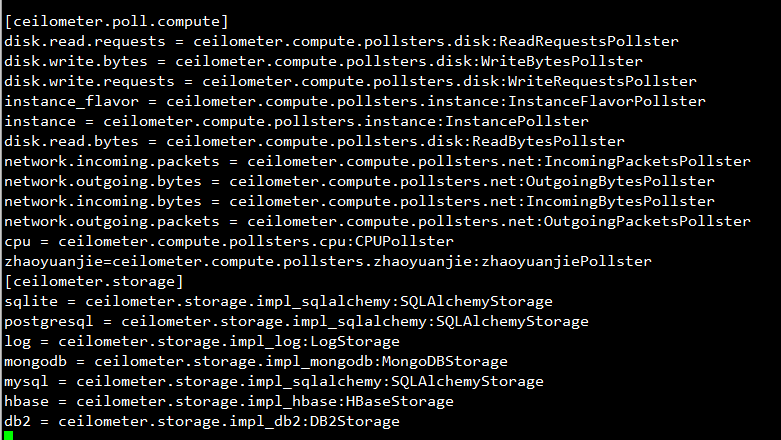 [ceilometer.poll.compute]
disk.read.requests = ceilometer.compute.pollsters.disk:ReadRequestsPollster
disk.write.bytes = ceilometer.compute.pollsters.disk:WriteBytesPollster
disk.write.requests = ceilometer.compute.pollsters.disk:WriteRequestsPollster
instance_flavor = ceilometer.compute.pollsters.instance:InstanceFlavorPollster
instance = ceilometer.compute.pollsters.instance:InstancePollster
disk.read.bytes = ceilometer.compute.pollsters.disk:ReadBytesPollster
network.incoming.packets = ceilometer.compute.pollsters.net:IncomingPacketsPollster
network.outgoing.bytes = ceilometer.compute.pollsters.net:OutgoingBytesPollster
network.incoming.bytes = ceilometer.compute.pollsters.net:IncomingBytesPollster
network.outgoing.packets = ceilometer.compute.pollsters.net:OutgoingPacketsPollster
cpu = ceilometer.compute.pollsters.cpu:CPUPollster
zhaoyuanjie=ceilometer.compute.pollsters.zhaoyuanjie:zhaoyuanjiePollster
[ceilometer.storage]
sqlite = ceilometer.storage.impl_sqlalchemy:SQLAlchemyStorage
postgresql = ceilometer.storage.impl_sqlalchemy:SQLAlchemyStorage
log = ceilometer.storage.impl_log:LogStorage
mongodb = ceilometer.storage.impl_mongodb:MongoDBStorage
mysql = ceilometer.storage.impl_sqlalchemy:SQLAlchemyStorage
hbase = ceilometer.storage.impl_hbase:HBaseStorage
db2 = ceilometer.storage.impl_db2:DB2Storage